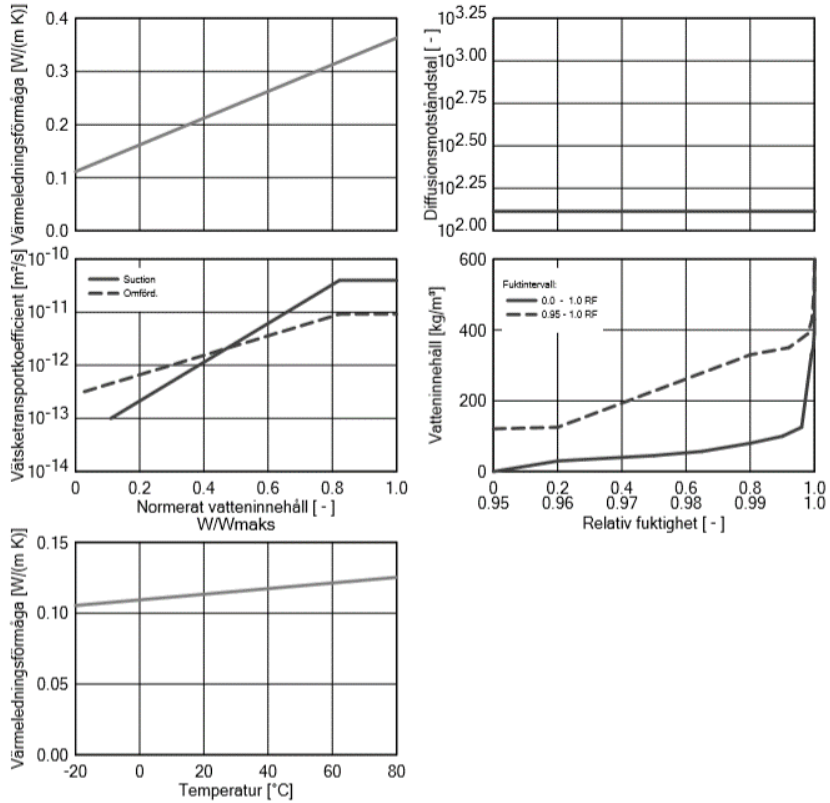 Värmeledningsförmåga [W/(m K)]
0.4
0.3
0.2
0.1
0.0
Diffusionsmotståndstal [ - ]
10^3.25
10^3.00
10^2.75
10^2.50
10^2.25
10^2.00
Vätsketransportkoefficient [m²/s]
10^-10
10^-11
10^-12
10^-13
10^-14
Suction
Omförd.
0 0.2 0.4 0.6 0.8 1.0
Normerat vatteninnehåll [ - ]
W/Wmaks
Vatteninnehåll [kg/m³]
600
400
200
0
Fuktintervall:
0.0 - 1.0 RF
0.95 - 1.0 RF
0.2 0.4 0.6 0.8 1.0
0.95 0.96 0.97 0.98 0.99 1.0
Relativ fuktighet [ - ]
Värmeledningsförmåga [W/(m K)]
0.15
0.10
0.05
0.00
-20 0 20 40 60 80
Temperatur [°C]